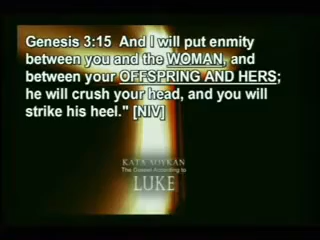 Genesis 3:15  And I will put enmity
between you and the WOMAN, and
between your OFFSPRING AND HERS;
he will crush your head, and you will
strike his heel." [NIV]
KATA ΛOYKAN
The Gospel According to
LUKE